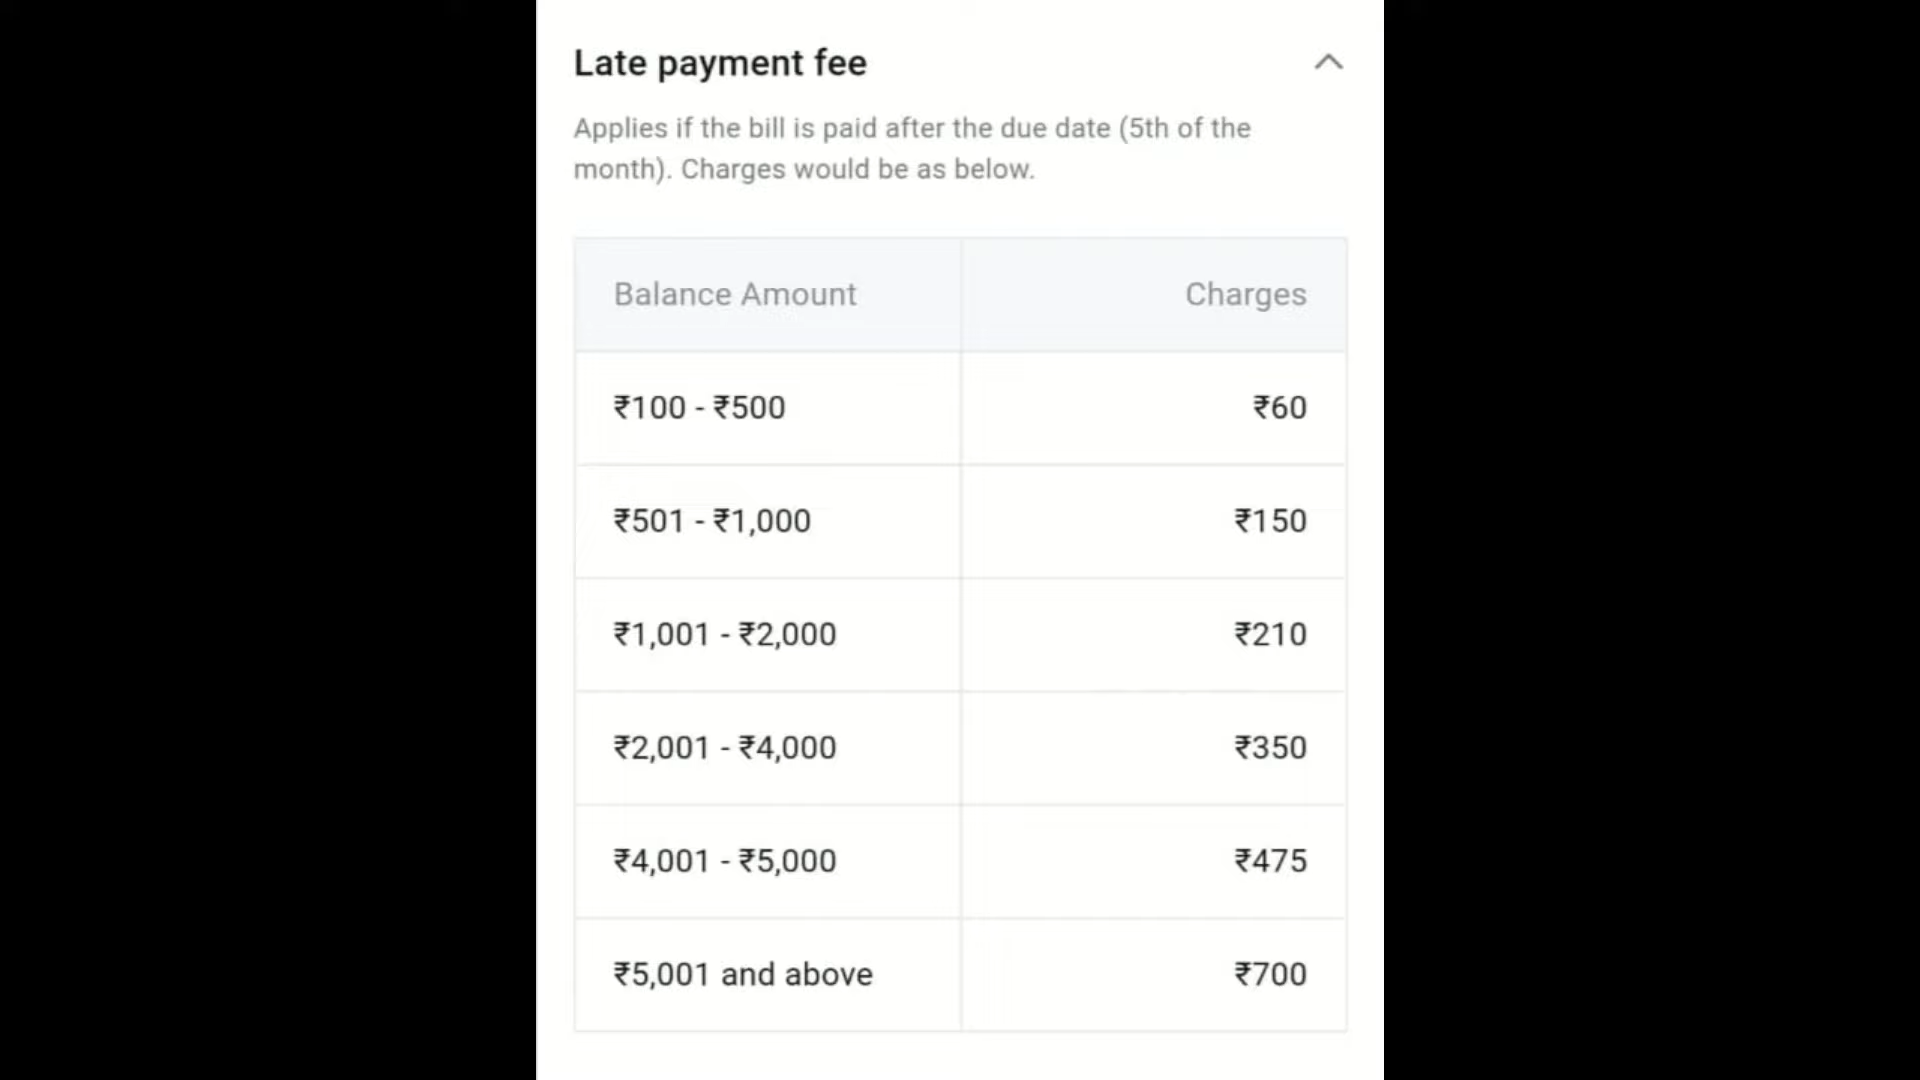 Late payment fee
Applies if the bill is paid after the due date (5th of the
month). Charges would be as below.
Balance Amount Charges
₹100 - ₹500 ₹60
₹501 - ₹1,000 ₹150
₹1,001 - ₹2,000 ₹210
₹2,001 - ₹4,000 ₹350
₹4,001 - ₹5,000 ₹475
₹5,001 and above ₹700